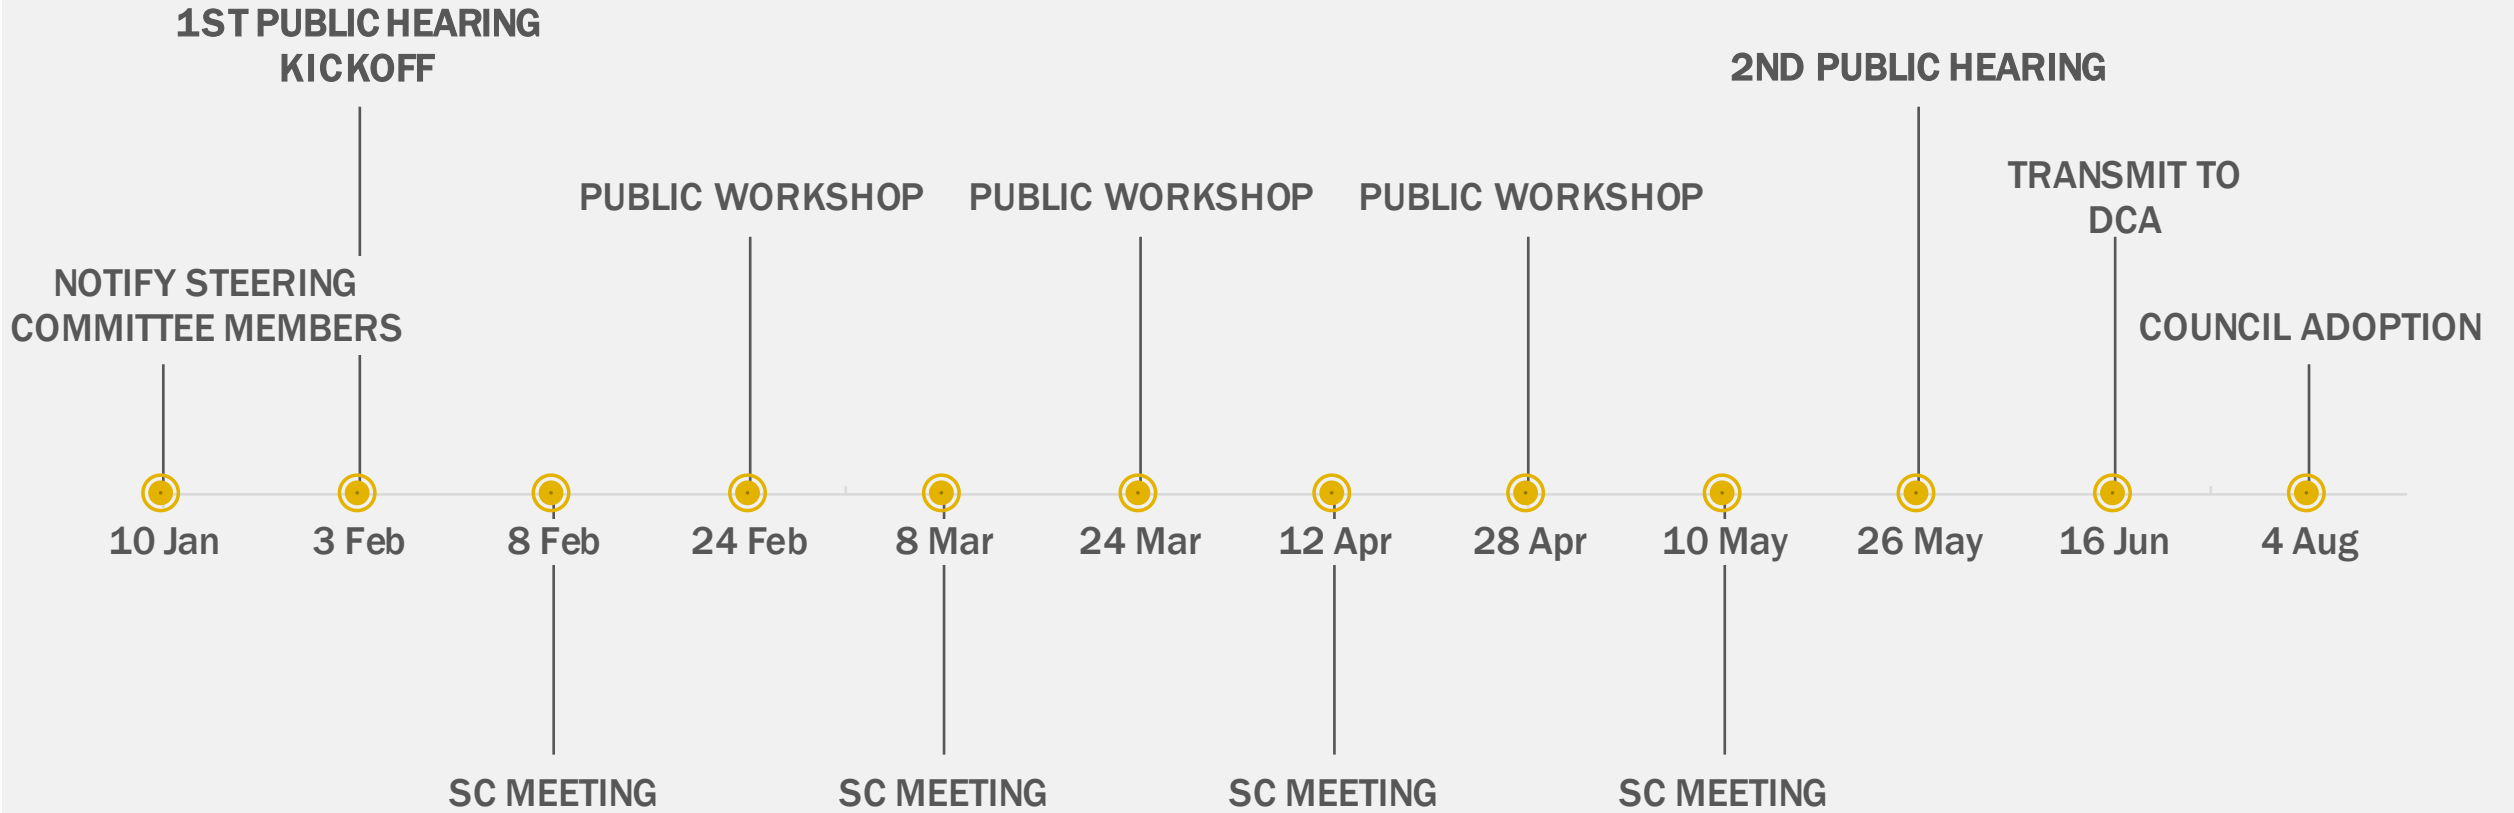 1ST PUBLIC HEARING
KICKOFF
2ND PUBLIC HEARING
PUBLIC WORKSHOP
PUBLIC WORKSHOP
PUBLIC WORKSHOP
TRANSMIT TO
DCA
NOTIFY STEERING
COMMITTEE MEMBERS
COUNCIL ADOPTION
10 Jan
3 Feb
8 Feb
24 Feb
8 Mar
24 Mar
12 Apr
28 Apr
10 May
26 May
16 Jun
4 Aug
SC MEETING
SC MEETING
SC MEETING
SC MEETING